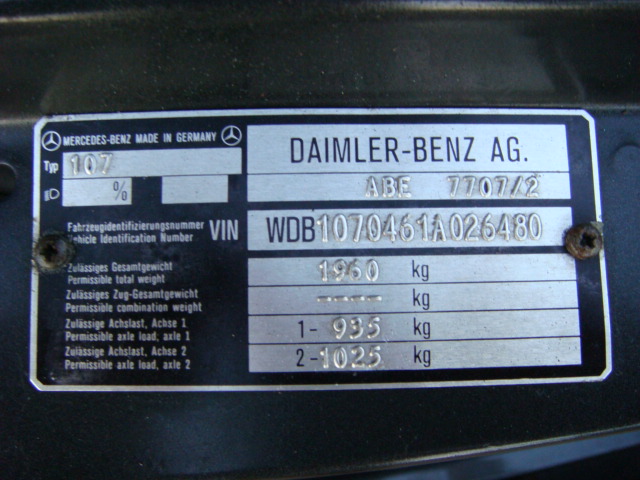 MERCEDES-BENZ MADE IN GERMANY
DAIMLER-BENZ AG.
Typ 107
%
ABE 7707/2
Fahrzeugidentifizierungsnummer
Vehicle Identification Number VIN WDB1070461A026480
Zulässiges Gesamtgewicht
Permissible total weight 1960 kg
Zulässiges Zug-Gesamtgewicht
Permissible combination weight ---- kg
Zulässige Achslast, Achse 1
Permissible axle load, axle 1 1-935 kg
Zulässige Achslast, Achse 2
Permissible axle load, axle 2 2-1025 kg